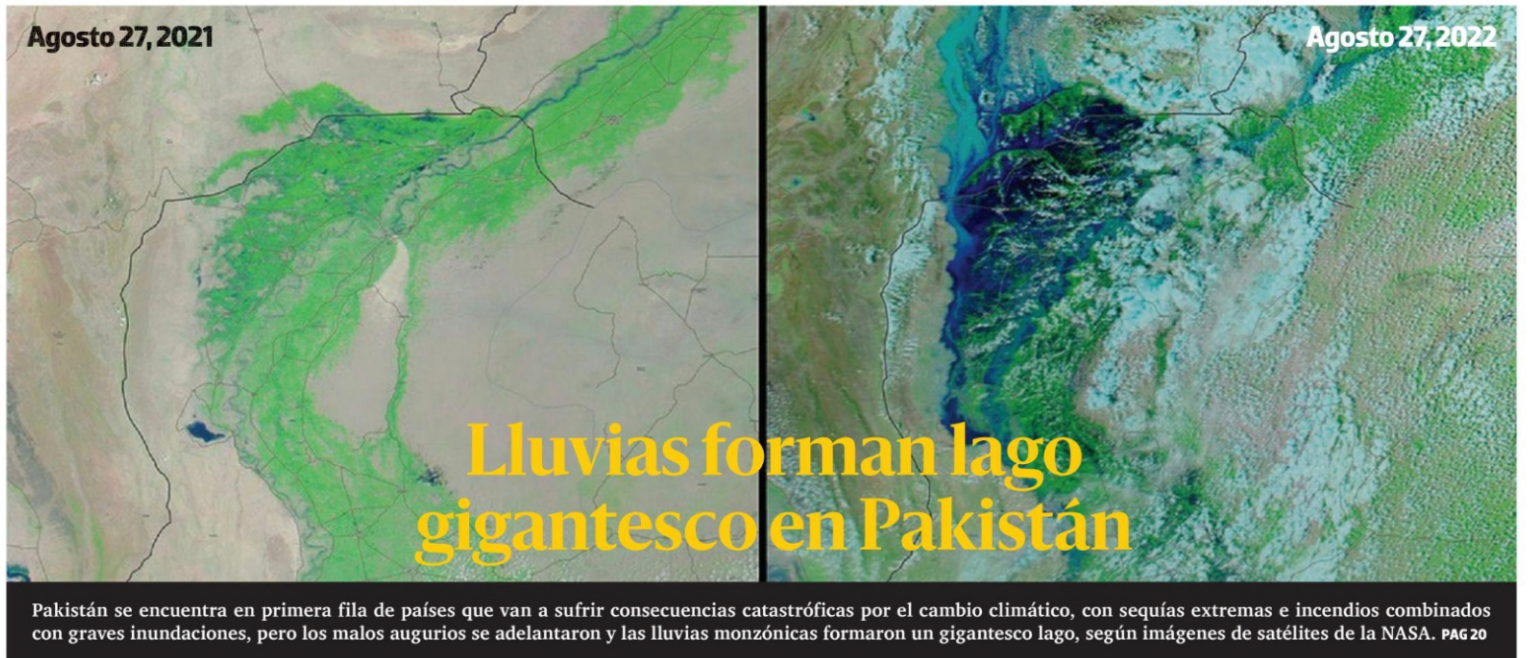 Agosto 27, 2021
Agosto 27, 2022
Lluvias forman lago
gigantesco en Pakistán
Pakistán se encuentra en primera fila de países que van a sufrir consecuencias catastróficas por el cambio climático, con sequías extremas e incendios combinados
con graves inundaciones, pero los malos augurios se adelantaron y las lluvias monzónicas formaron un gigantesco lago, según imágenes de satélites de la NASA. PAG 20